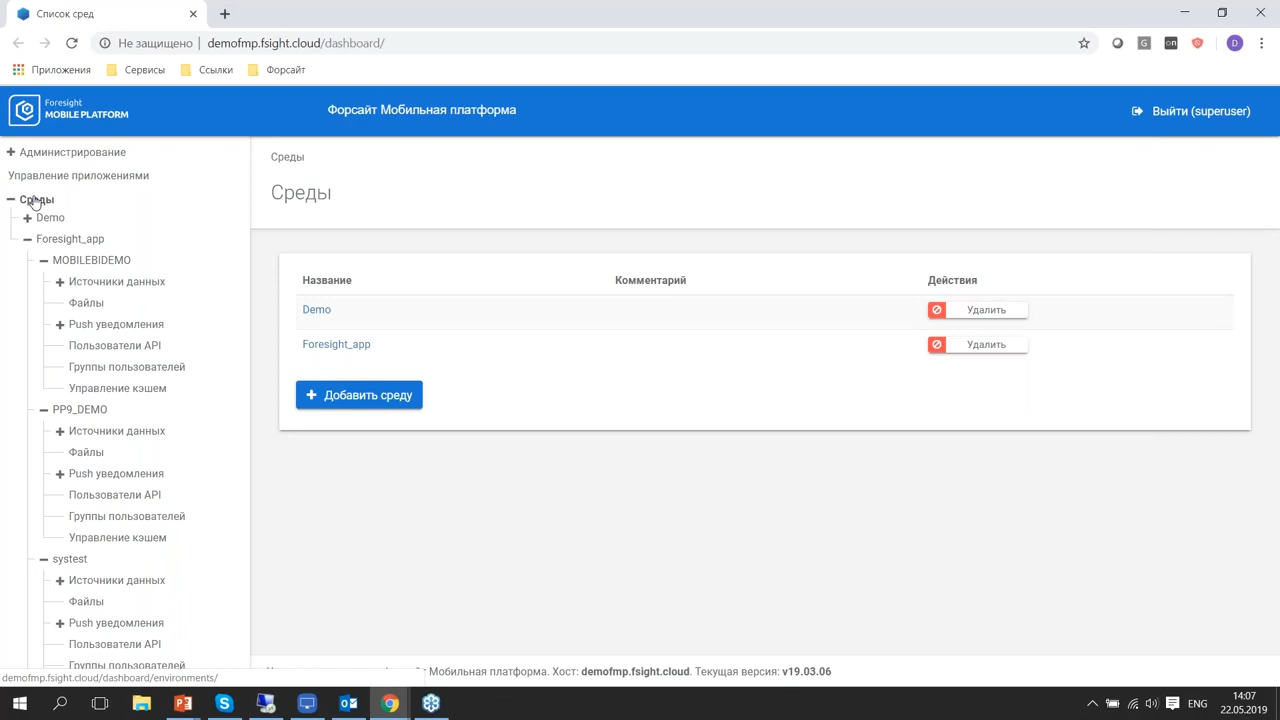 Список сред
Не защищено
demofmp.fsight.cloud/dashboard/
G
on
D
Приложения
Сервисы
Ссылки
Форсайт
Foresight
MOBILE PLATFORM
Форсайт Мобильная платформа
Выйти (superuser)
Администрирование
Управление приложениями
Среды
Demo
Foresight_app
MOBILEBIDEMO
Источники данных
Файлы
Push уведомления
Пользователи API
Группы пользователей
Управление кэшем
PP9_DEMO
Источники данных
Файлы
Push уведомления
Пользователи API
Группы пользователей
Управление кэшем
systest
Источники данных
Файлы
Push уведомления
Пользователи API
Группы пользователей
Среды
Среды
Название Комментарий Действия
Demo Удалить
Foresight_app Удалить
Добавить среду
Мобильная платформа. Хост: demofmp.fsight.cloud. Текущая версия: v19.03.06
demofmp.fsight.cloud/dashboard/environments/
ENG
14:07
22.05.2019